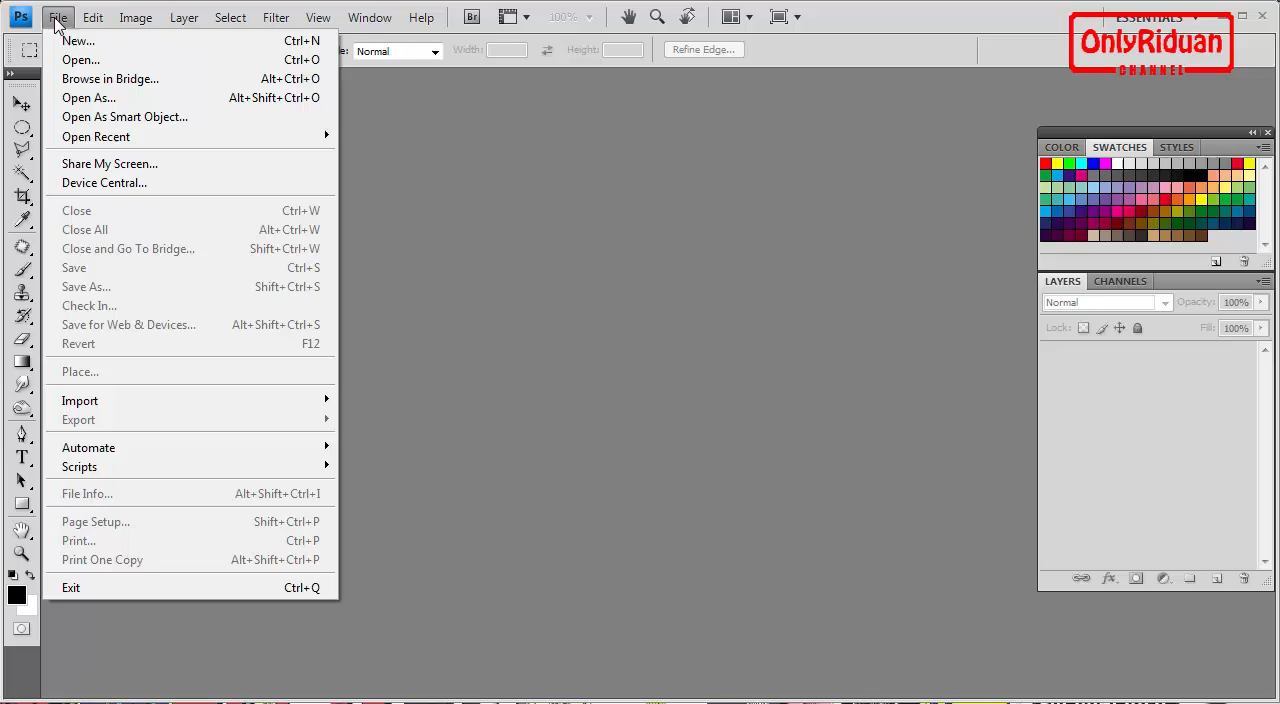 Ps File Edit Image Layer Select Filter View Window Help Br 100% ESSENTIALS
OnlyRiduan
CHANNEL
Normal Width: Height: Refine Edge...
New... Ctrl+N
Open... Ctrl+O
Browse in Bridge... Alt+Ctrl+O
Open As... Alt+Shift+Ctrl+O
Open As Smart Object...
Open Recent
Share My Screen...
Device Central...
Close Ctrl+W
Close All Alt+Ctrl+W
Close and Go To Bridge... Shift+Ctrl+W
Save Ctrl+S
Save As... Shift+Ctrl+S
Check In...
Save for Web & Devices... Alt+Shift+Ctrl+S
Revert F12
Place...
Import
Export
Automate
Scripts
File Info... Alt+Shift+Ctrl+I
Page Setup... Shift+Ctrl+P
Print... Ctrl+P
Print One Copy Alt+Shift+Ctrl+P
Exit Ctrl+Q
COLOR SWATCHES STYLES
LAYERS CHANNELS
Normal Opacity: 100%
Lock: Fill: 100%